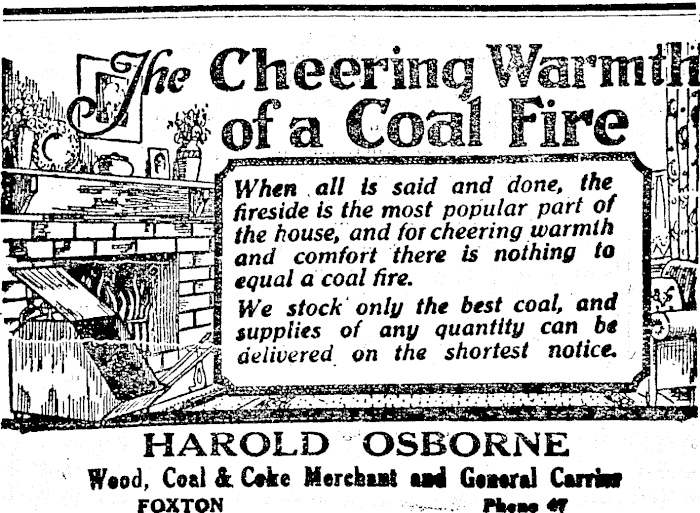 The Cheering Warmth
of a Coal Fire
When all is said and done, the
fireside is the most popular part of
the house, and for cheering warmth
and comfort there is nothing to
equal a coal fire.
We stock only the best coal, and
supplies of any quantity can be
delivered on the shortest notice.
HAROLD OSBORNE
Wood, Coal & Coke Merchant and General Carrier
FOXTON Phone 47